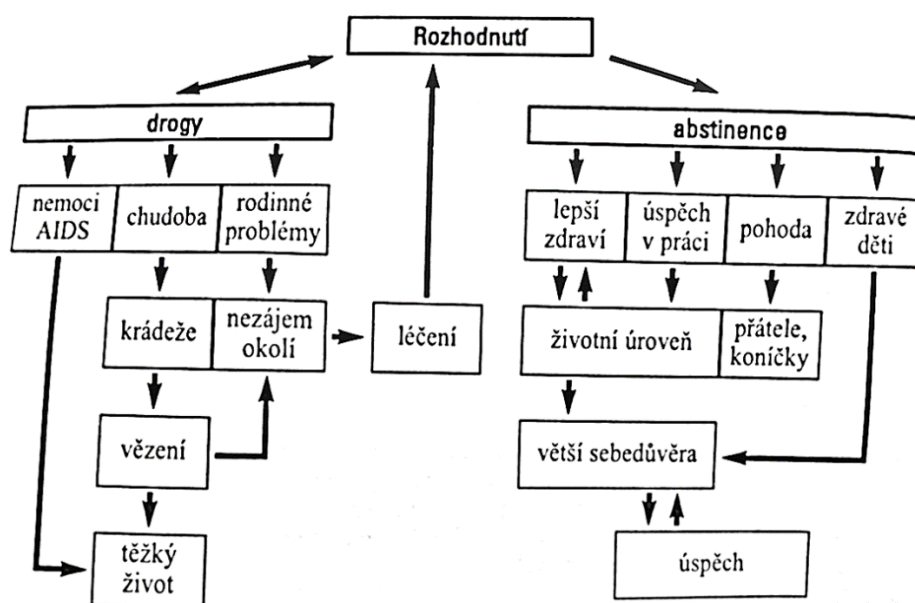 Rozhodnutí
drogy
abstinence
nemoci
AIDS
chudoba
rodinné
problémy
lepší
zdraví
úspěch
v práci
pohoda
zdravé
děti
krádeže
nezájem
okolí
léčení
životní úroveň
přátele,
koníčky
vězení
větší sebedůvěra
těžký
život
úspěch